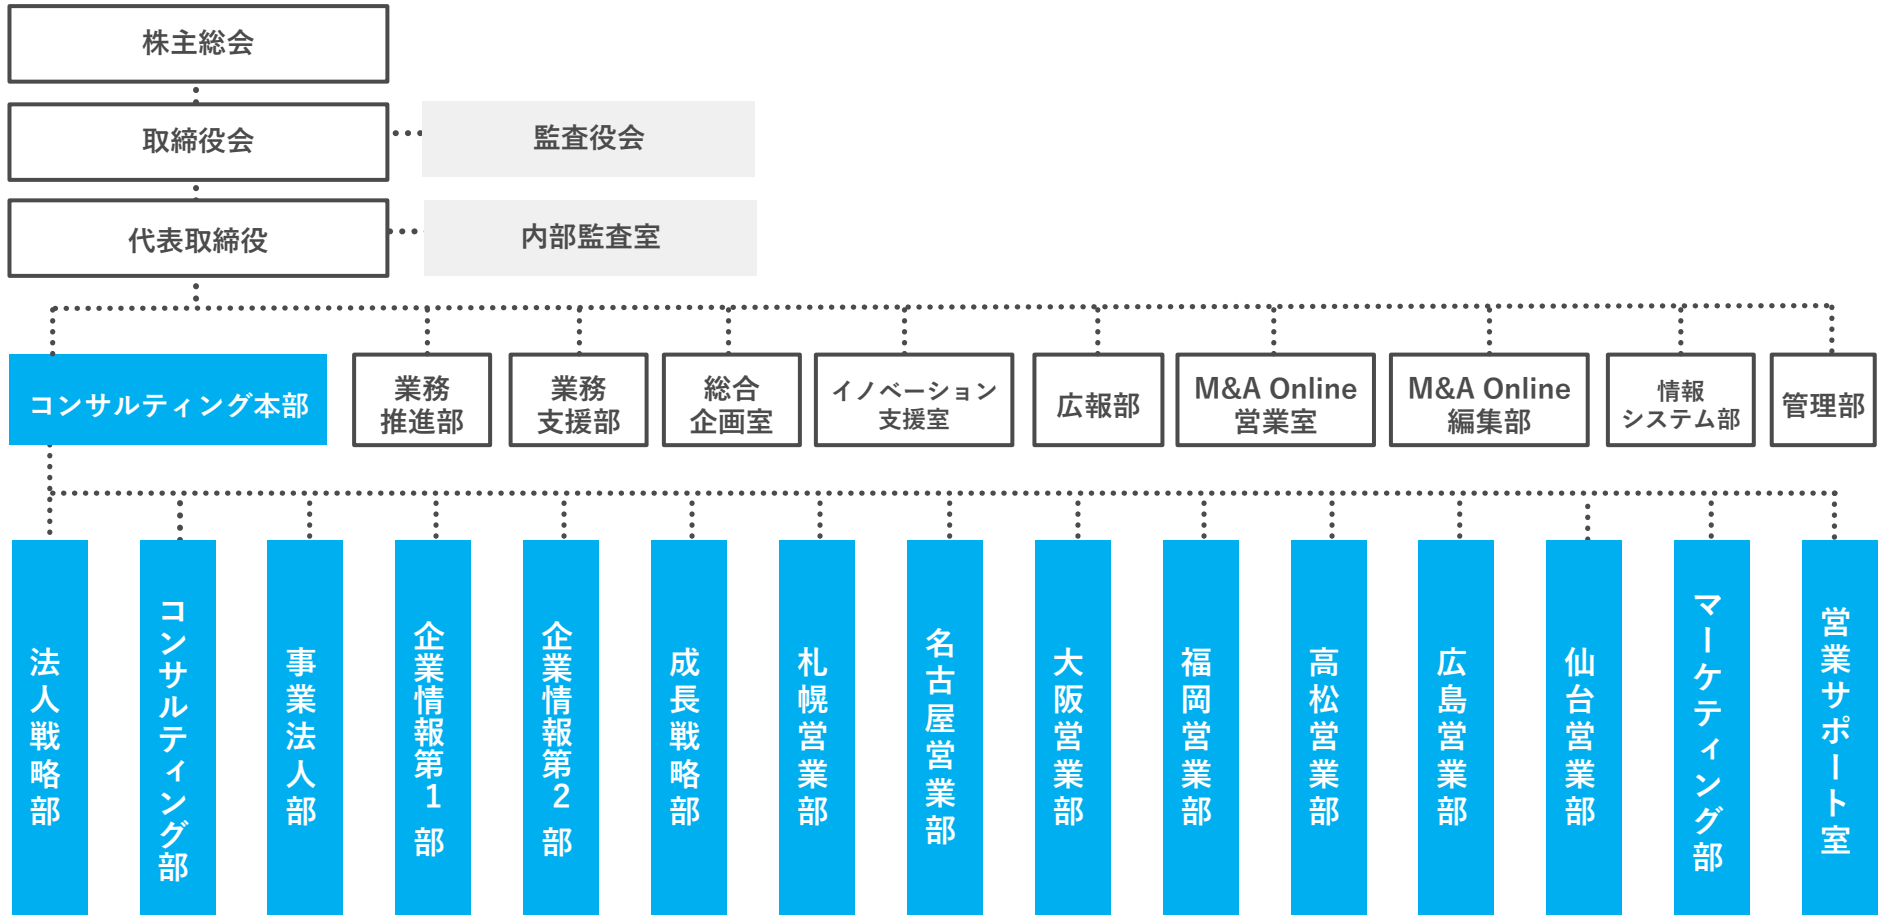 株主総会
取締役会
監査役会
代表取締役
内部監査室
コンサルティング本部
業務
推進部
業務
支援部
総合
企画室
イノベーション
支援室
広報部
M&A Online
営業室
M&A Online
編集部
情報
システム部
管理部
法人戦略部
コンサルティング部
事業法人部
企業情報第1部
企業情報第2部
成長戦略部
札幌営業部
名古屋営業部
大阪営業部
福岡営業部
高松営業部
広島営業部
仙台営業部
マーケティング部
営業サポート室